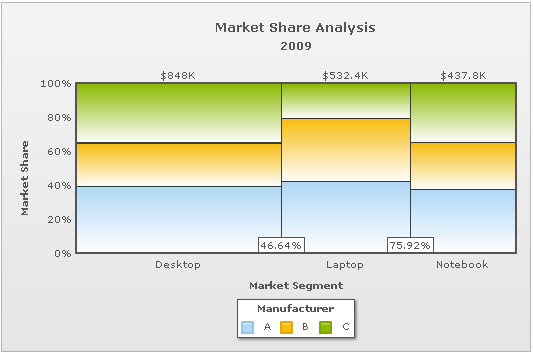 Market Share Analysis
2009
$848K $532.4K $437.8K
100%
80%
60%
40%
20%
0%
Market Share
46.64% 75.92%
Desktop Laptop Notebook
Market Segment
Manufacturer
A B C